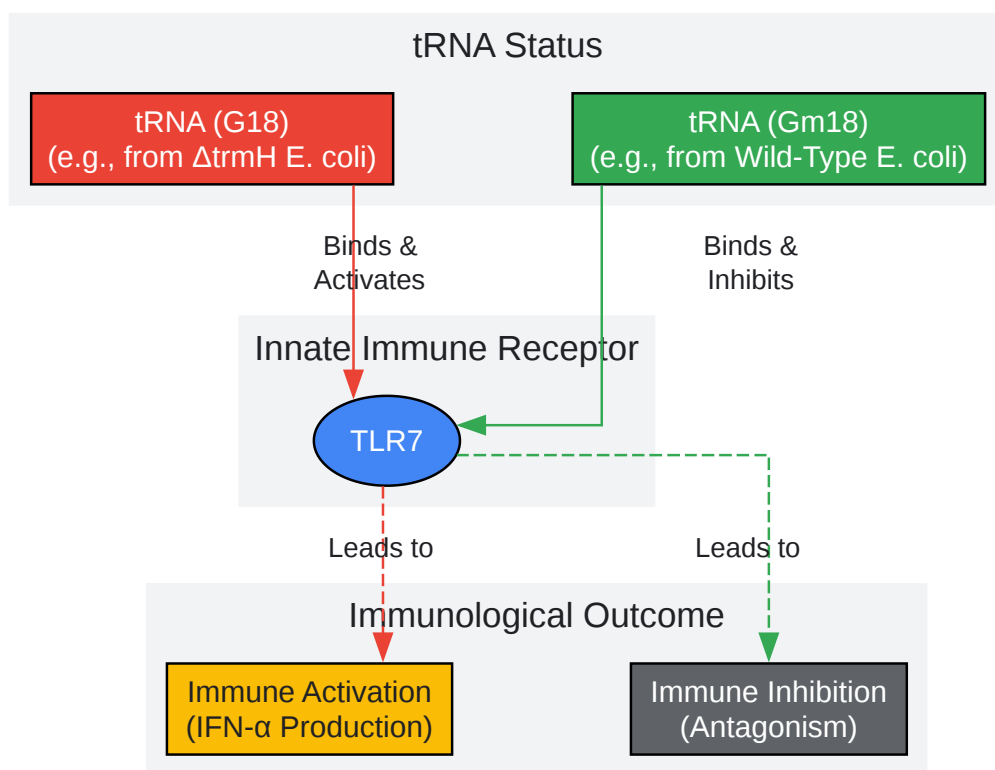 tRNA Status
tRNA (G18)
(e.g., from ΔtrmH E. coli)
tRNA (Gm18)
(e.g., from Wild-Type E. coli)
Binds &
Activates
Binds &
Inhibits
Innate Immune Receptor
TLR7
Leads to
Leads to
Immunological Outcome
Immune Activation
(IFN-α Production)
Immune Inhibition
(Antagonism)